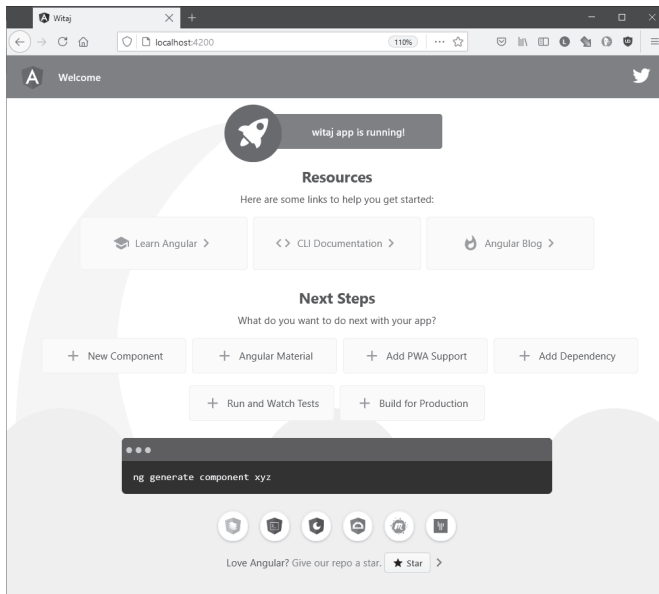 Witaj
localhost:4200
110%
Welcome
witaj app is running!
Resources
Here are some links to help you get started:
Learn Angular
CLI Documentation
Angular Blog
Next Steps
What do you want to do next with your app?
New Component
Angular Material
Add PWA Support
Add Dependency
Run and Watch Tests
Build for Production
ng generate component xyz
Love Angular? Give our repo a star.
Star